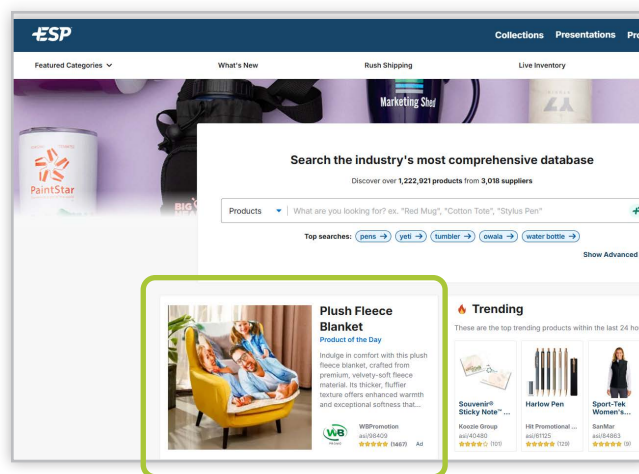 ESP
Collections Presentations
Featured Categories
What's New
Rush Shipping
Live Inventory
Marketing Shed
PaintStar
BIG
Search the industry's most comprehensive database
Discover over 1,222,921 products from 3,018 suppliers
Products
What are you looking for? ex. "Red Mug", "Cotton Tote", "Stylus Pen"
Top searches: pens → yeti → tumbler → owala → water bottle →
Show Advanced
Plush Fleece
Blanket
Product of the Day
Indulge in comfort with this plush
fleece blanket, crafted from
premium, velvety-soft fleece
material. Its thicker, fluffier
texture offers enhanced warmth
and exceptional softness that...
WB
WBPromotion
asi/98409
(1467) Ad
Trending
These are the top trending products within the last 24 ho
Souvenir®
Sticky Note™ ...
Koozie Group
asi/40480
(101)
Harlow Pen
Hit Promotional ...
asi/61125
(129)
Sport-Tek
Women's...
SanMar
asi/84863
(9)